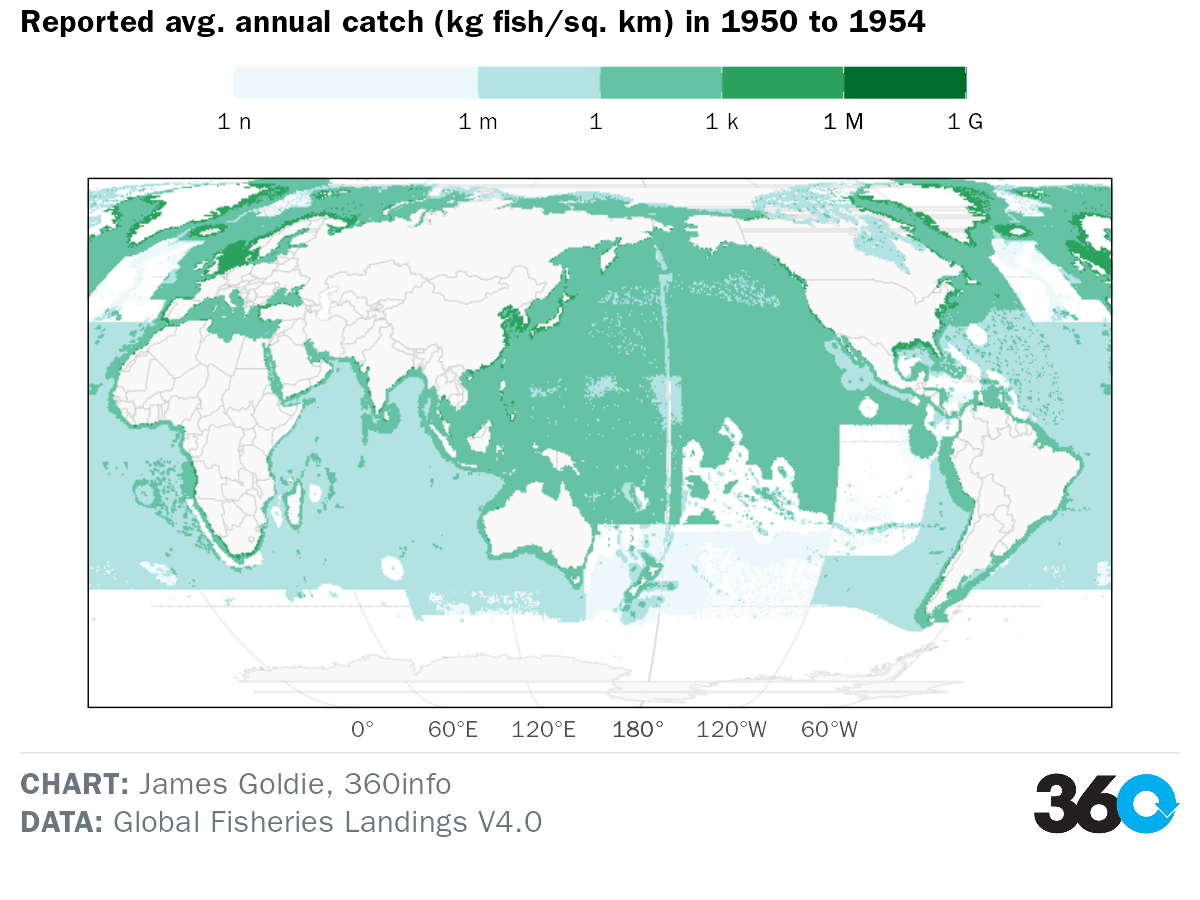 Reported avg. annual catch (kg fish/sq. km) in 1950 to 1954
1 n 1 m 1 1 k 1 M 1 G
0° 60°E 120°E 180° 120°W 60°W
CHART: James Goldie, 360info
DATA: Global Fisheries Landings V4.0
360